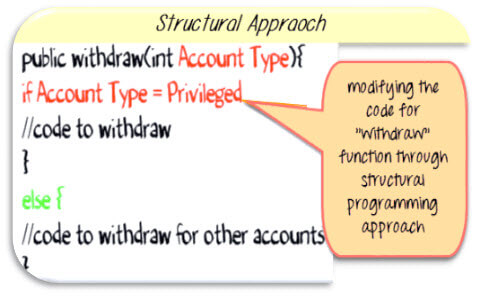 Structural Appraoch
public withdraw(int Account Type){
if Account Type = Privileged
//code to withdraw
}
else {
//code to withdraw for other accounts
}
modifying the
code for
"Withdraw"
function through
structural
programming
approach